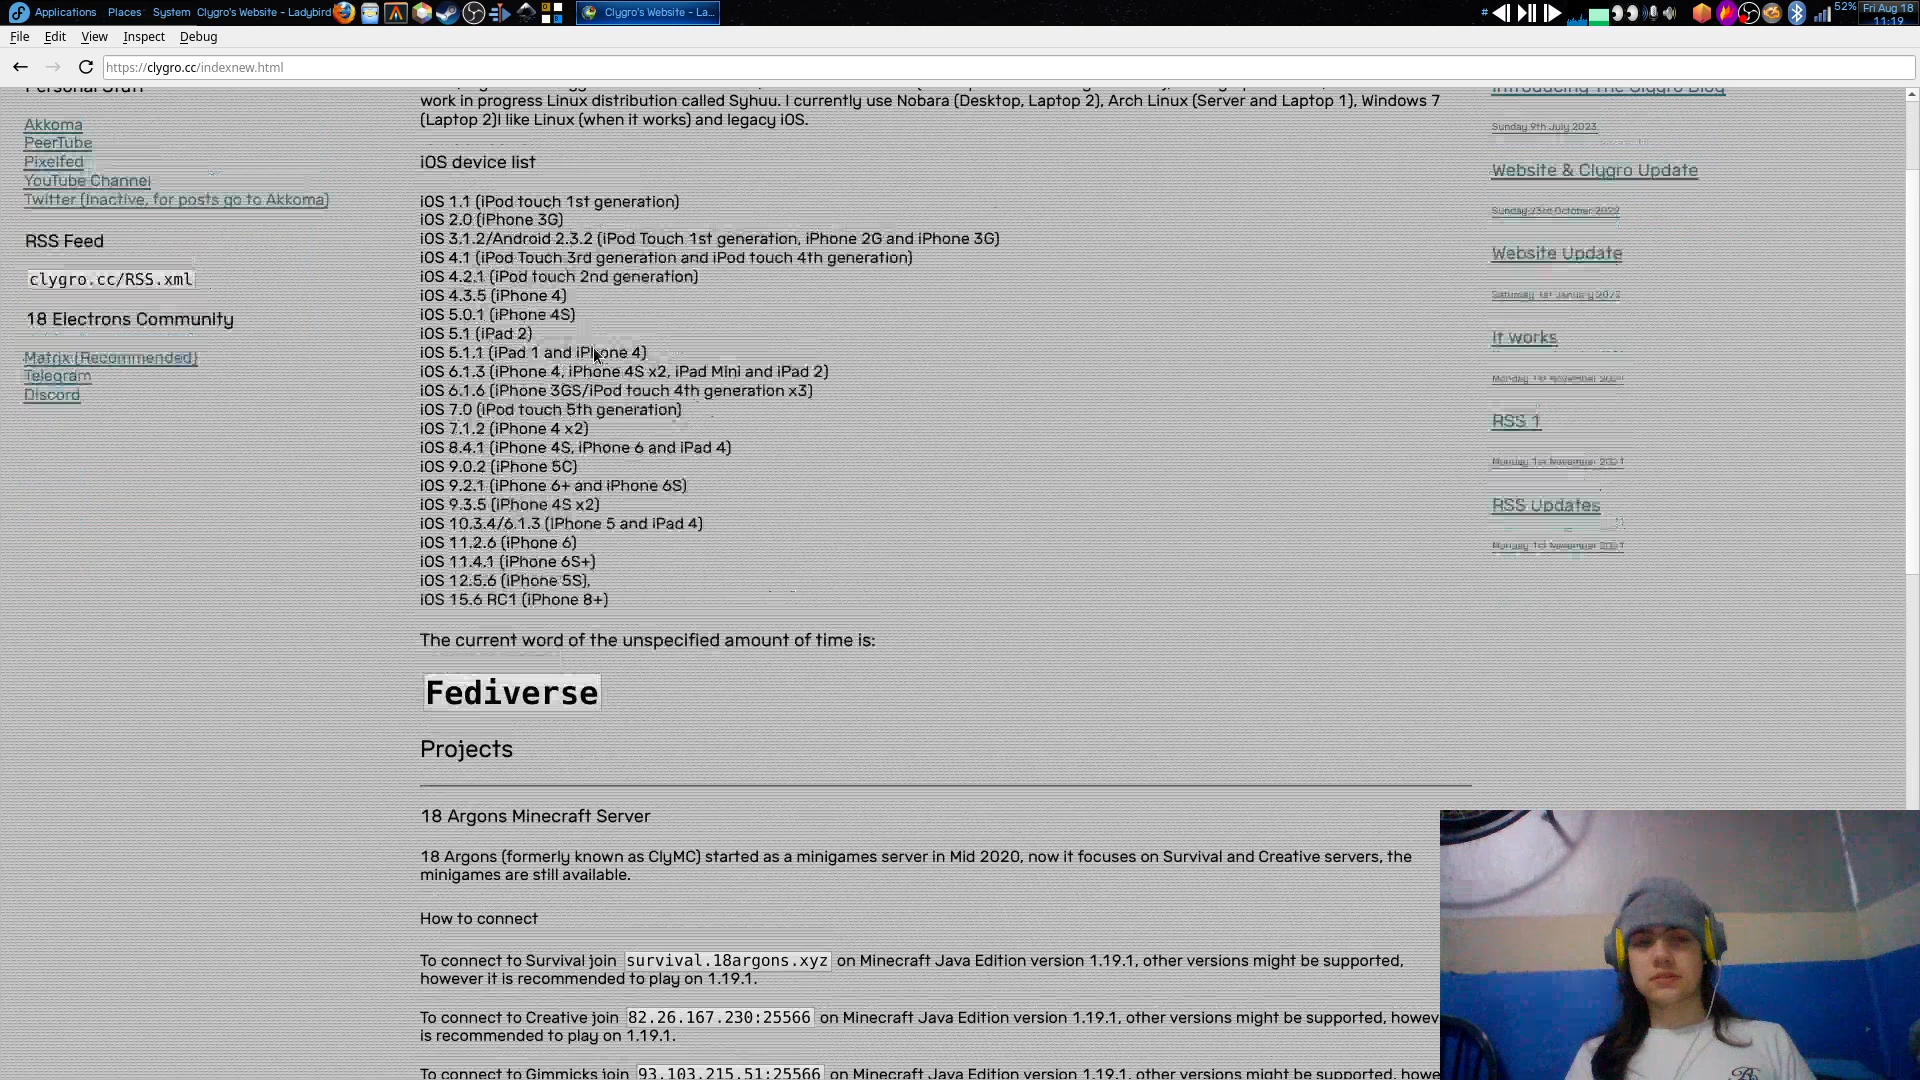 Applications Places System Clygro's Website - Ladybird
Clygro's Website - La...
52%
Fri Aug 18
11:19
File Edit View Inspect Debug
https://clygro.cc/indexnew.html
Personal Stuff
Akkoma
PeerTube
Pixelfed
YouTube Channel
Twitter (Inactive, for posts go to Akkoma)
RSS Feed
clygro.cc/RSS.xml
18 Electrons Community
Matrix (Recommended)
Telegram
Discord
work in progress Linux distribution called Syhuu. I currently use Nobara (Desktop, Laptop 2), Arch Linux (Server and Laptop 1), Windows 7
(Laptop 2)I like Linux (when it works) and legacy iOS.
iOS device list
iOS 1.1 (iPod touch 1st generation)
iOS 2.0 (iPhone 3G)
iOS 3.1.2/Android 2.3.2 (iPod Touch 1st generation, iPhone 2G and iPhone 3G)
iOS 4.1 (iPod Touch 3rd generation and iPod touch 4th generation)
iOS 4.2.1 (iPod touch 2nd generation)
iOS 4.3.5 (iPhone 4)
iOS 5.0.1 (iPhone 4S)
iOS 5.1 (iPad 2)
iOS 5.1.1 (iPad 1 and iPhone 4)
iOS 6.1.3 (iPhone 4, iPhone 4S x2, iPad Mini and iPad 2)
iOS 6.1.6 (iPhone 3GS/iPod touch 4th generation x3)
iOS 7.0 (iPod touch 5th generation)
iOS 7.1.2 (iPhone 4 x2)
iOS 8.4.1 (iPhone 4S, iPhone 6 and iPad 4)
iOS 9.0.2 (iPhone 5C)
iOS 9.2.1 (iPhone 6+ and iPhone 6S)
iOS 9.3.5 (iPhone 4S x2)
iOS 10.3.4/6.1.3 (iPhone 5 and iPad 4)
iOS 11.2.6 (iPhone 6)
iOS 11.4.1 (iPhone 6S+)
iOS 12.5.6 (iPhone 5S),
iOS 15.6 RC1 (iPhone 8+)
The current word of the unspecified amount of time is:
Fediverse
Projects
18 Argons Minecraft Server
18 Argons (formerly known as ClyMC) started as a minigames server in Mid 2020, now it focuses on Survival and Creative servers, the
minigames are still available.
How to connect
To connect to Survival join survival.18argons.xyz on Minecraft Java Edition version 1.19.1, other versions might be supported,
however it is recommended to play on 1.19.1.
To connect to Creative join 82.26.167.230:25566 on Minecraft Java Edition version 1.19.1, other versions might be supported, howev
is recommended to play on 1.19.1.
To connect to Gimmicks join 93.103.215.51:25566 on Minecraft Java Edition version 1.19.1, other versions might be supported, howe
Introducing The Clygro Blog
Sunday 9th July 2023
Website & Clygro Update
Sunday 23rd October 2022
Website Update
Saturday 1st January 2022
It works
Monday 1st November 2021
RSS 1
Monday 1st November 2021
RSS Updates
Monday 1st November 2021